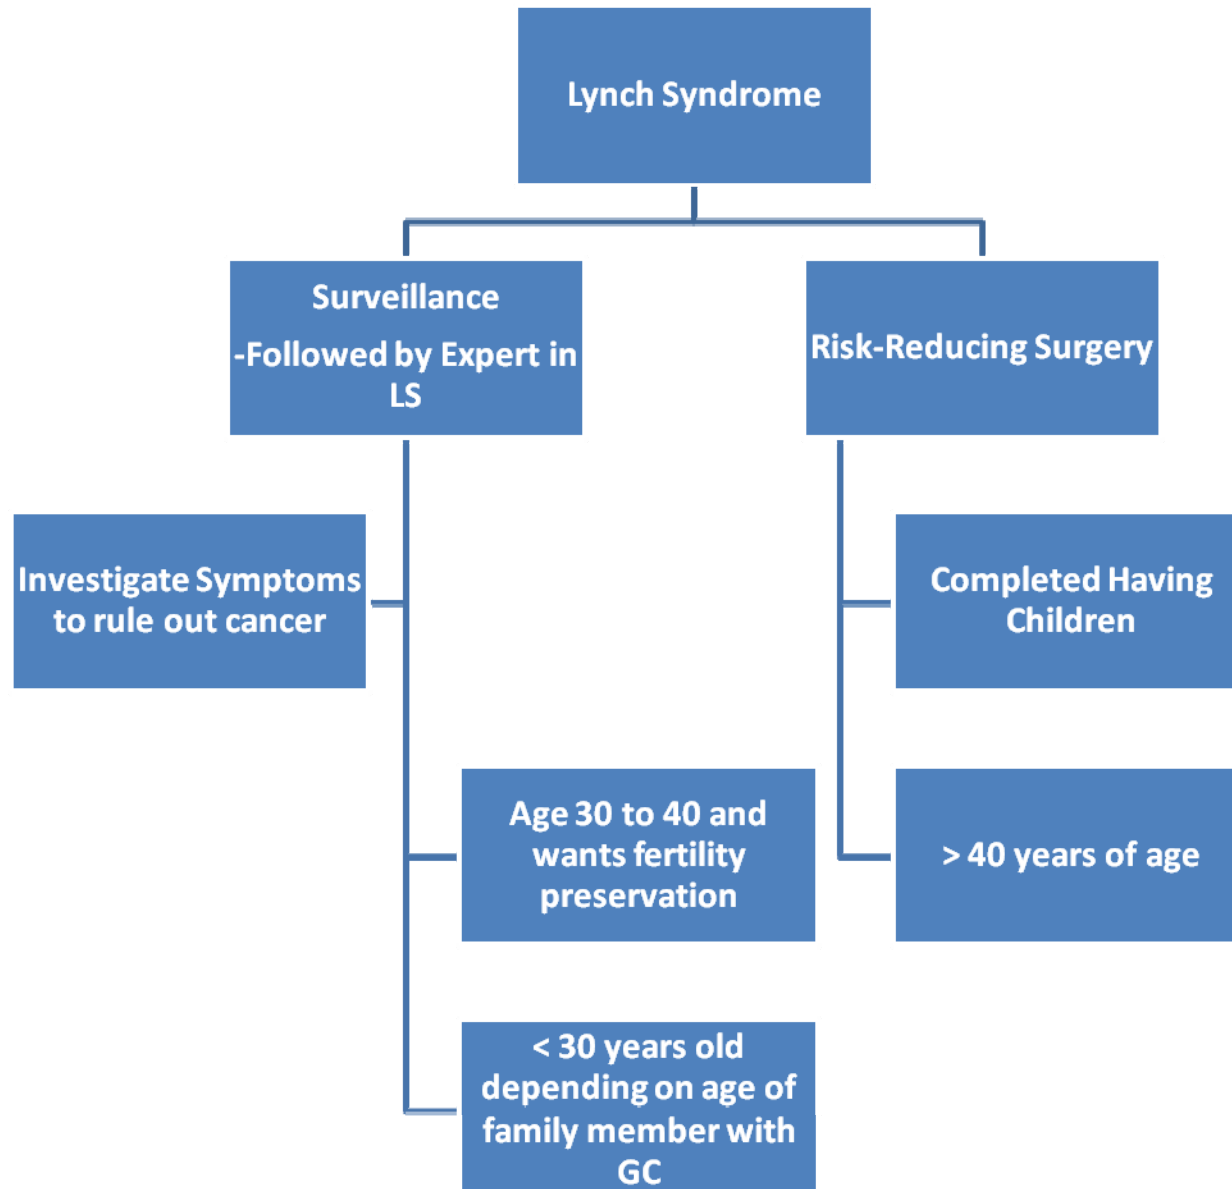 Lynch Syndrome
Surveillance
-Followed by Expert in
LS
Risk-Reducing Surgery
Investigate Symptoms
to rule out cancer
Completed Having
Children
Age 30 to 40 and
wants fertility
preservation
> 40 years of age
< 30 years old
depending on age of
family member with
GC